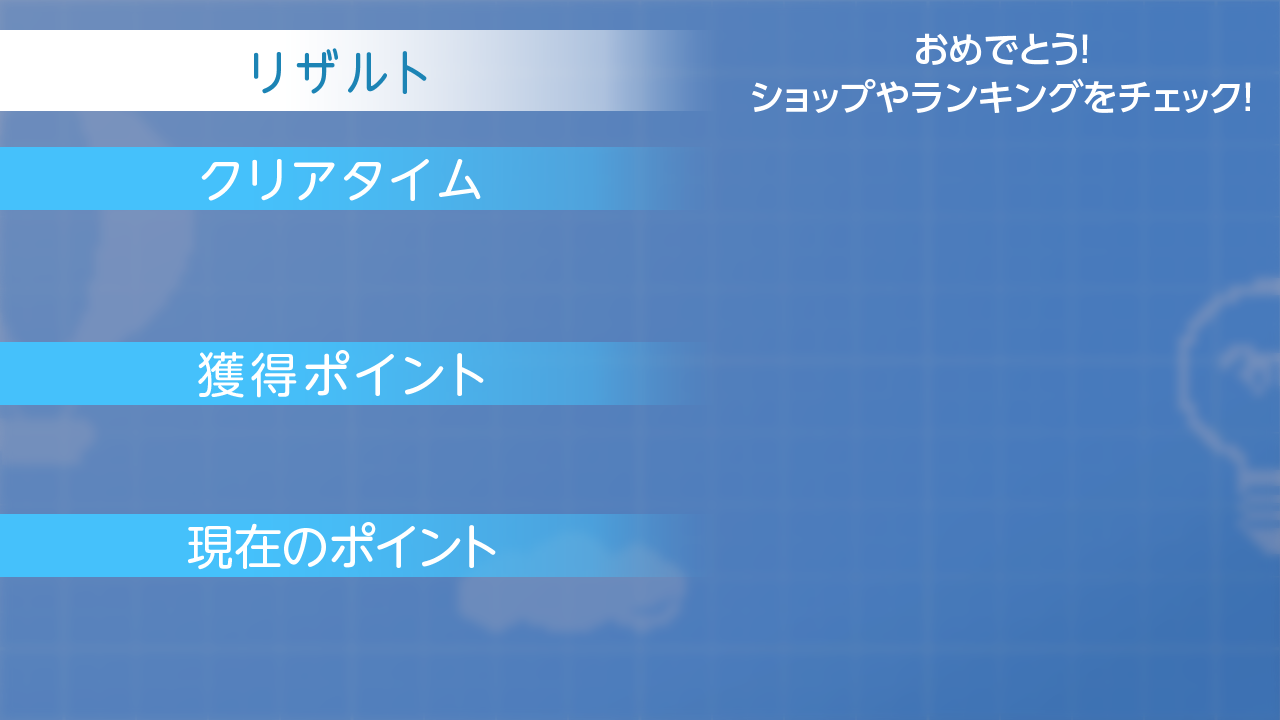 リザルト
おめでとう!
ショップやランキングをチェック!
クリアタイム
獲得ポイント
現在のポイント